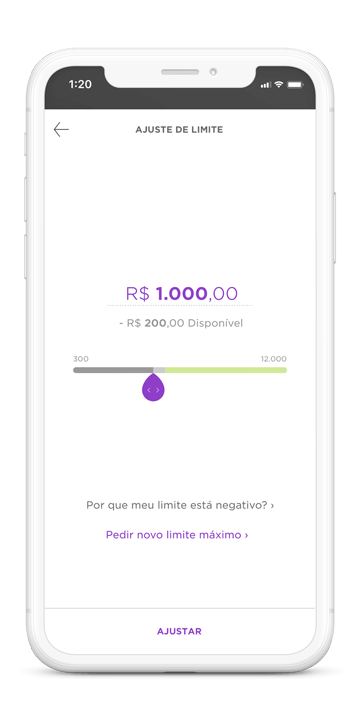 1:20
AJUSTE DE LIMITE
R$ 1.000,00
- R$ 200,00 Disponível
300 12.000
Por que meu limite está negativo? ›
Pedir novo limite máximo ›
AJUSTAR